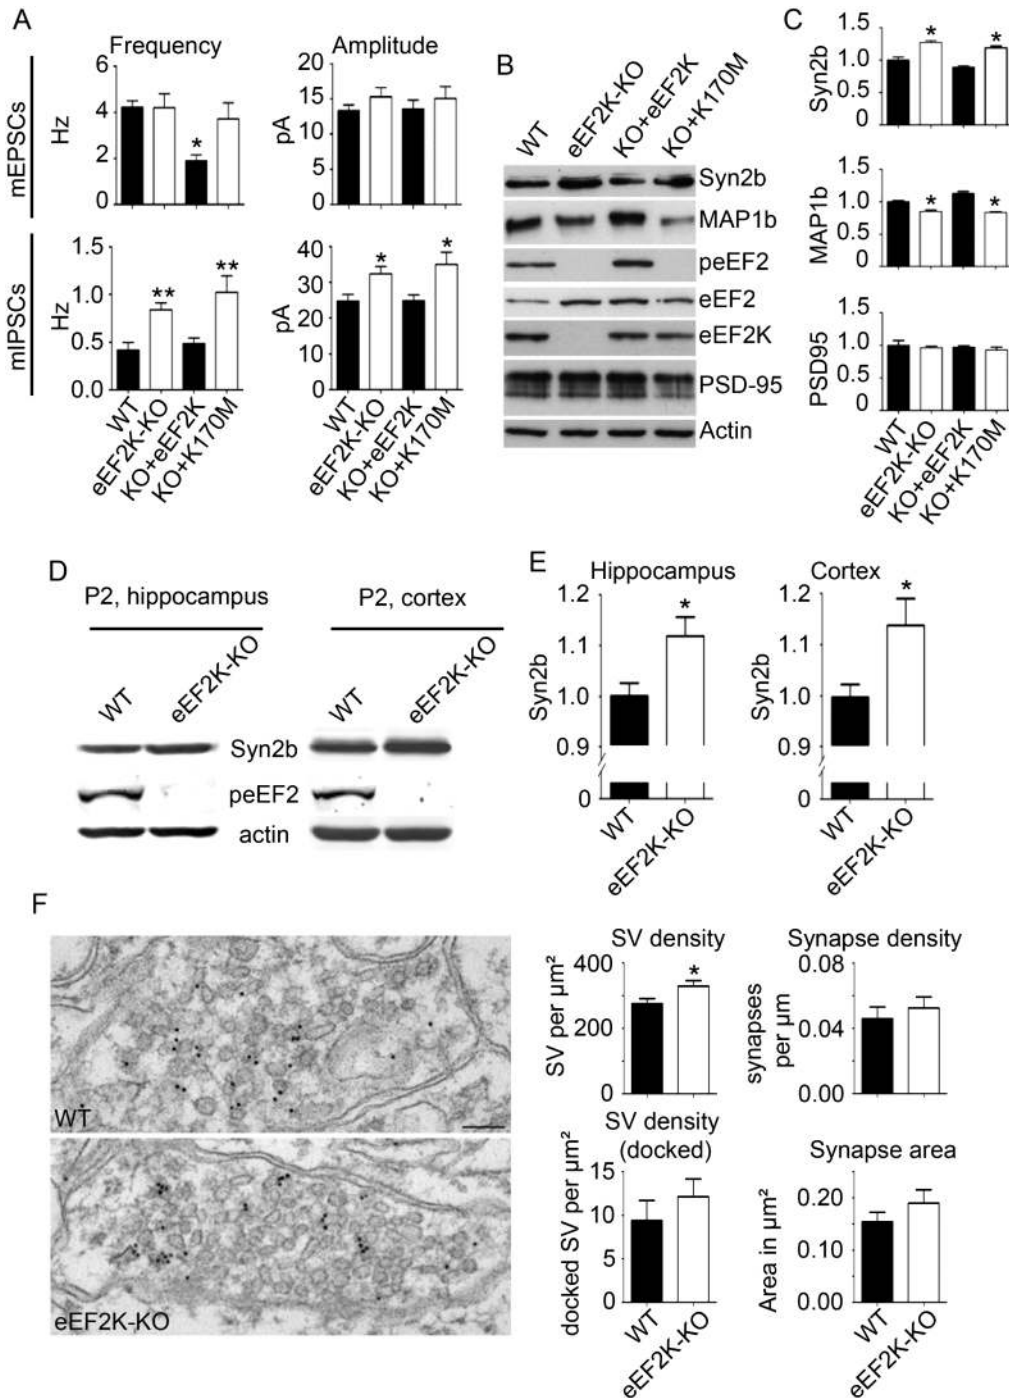 A
Frequency
Amplitude
mEPSCs
Hz
6
4
2
0
*
pA
20
15
10
5
0
mIPSCs
Hz
1.5
1.0
0.5
0.0
**
**
pA
40
30
20
10
0
*
*
WT
eEF2K-KO
KO+eEF2K
KO+K170M
WT
eEF2K-KO
KO+eEF2K
KO+K170M
B
WT
eEF2K-KO
KO+eEF2K
KO+K170M
Syn2b
MAP1b
peEF2
eEF2
eEF2K
PSD-95
Actin
C
Syn2b
1.5
1.0
0.5
0
*
*
MAP1b
1.5
1.0
0.5
0
*
*
PSD95
1.5
1.0
0.5
0
WT
eEF2K-KO
KO+eEF2K
KO+K170M
D
P2, hippocampus
P2, cortex
WT
eEF2K-KO
WT
eEF2K-KO
Syn2b
peEF2
actin
E
Hippocampus
Cortex
Syn2b
1.2
1.1
1.0
0.9
0
*
WT
eEF2K-KO
Syn2b
1.2
1.1
1.0
0.9
0
*
WT
eEF2K-KO
F
WT
eEF2K-KO
SV density
SV per µm²
400
200
0
*
Synapse density
synapses
per µm
0.08
0.04
0.00
SV density
(docked)
docked SV per µm²
15
10
5
0
WT
eEF2K-KO
Synapse area
Area in µm²
0.20
0.10
0.00
WT
eEF2K-KO